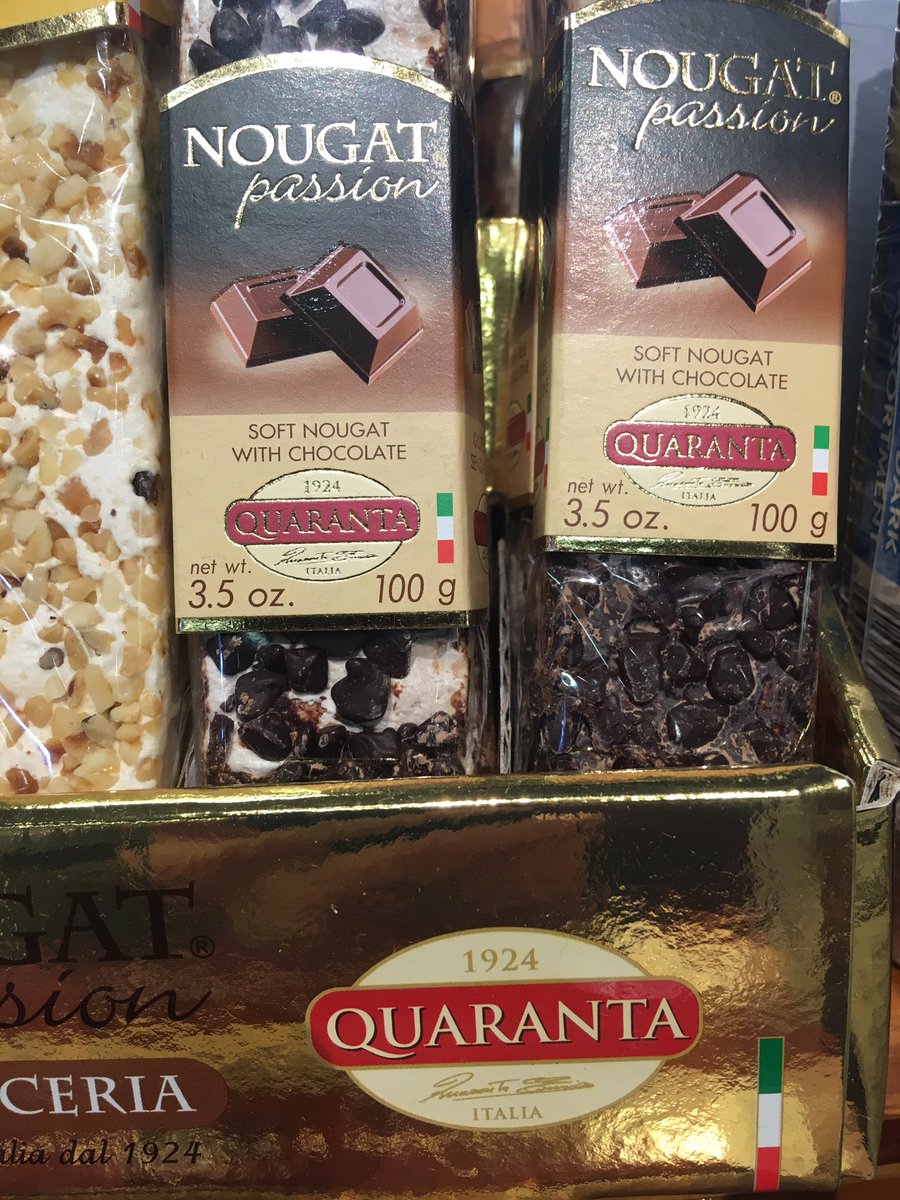 NOUGAT
passion
SOFT NOUGAT
WITH CHOCOLATE
1924
QUARANTA
ITALIA
net wt.
3.5 oz. 100 g
NOUGAT®
passion
SOFT NOUGAT
WITH CHOCOLATE
1924
QUARANTA
ITALIA
net wt.
3.5 oz. 100 g
GAT®
sion
CERIA
alia dal 1924
1924
QUARANTA
ITALIA
DARK